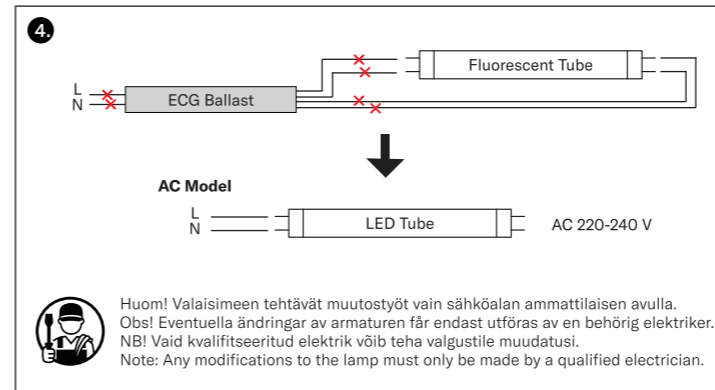 4.
Fluorescent Tube
L
N
ECG Ballast
AC Model
L
N
LED Tube
AC 220-240 V
Huom! Valaisimeen tehtävät muutostyöt vain sähköalan ammattilaisen avulla.
Obs! Eventuella ändringar av armaturen får endast utföras av en behörig elektriker.
NB! Vaid kvalifitseeritud elektrik võib teha valgustile muudatusi.
Note: Any modifications to the lamp must only be made by a qualified electrician.